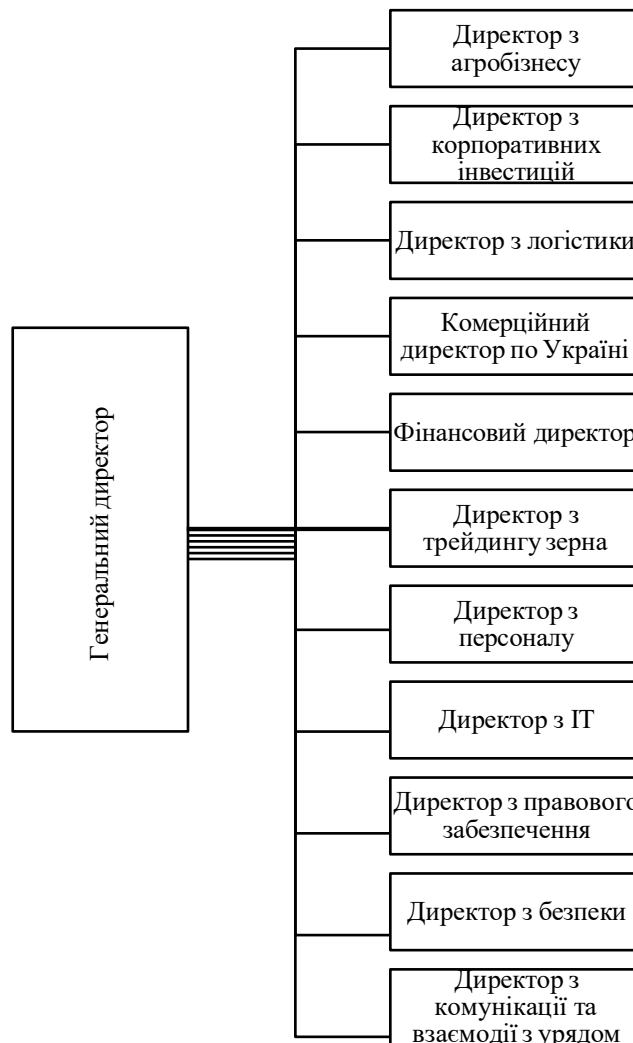 Директор з
агробізнесу
Директор з
корпоративних
інвестицій
Директор з логістики
Комерційний
директор по Україні
Фінансовий директор
Генеральний директор
Директор з
трейдингу зерна
Директор з
персоналу
Директор з ІТ
Директор з правового
забезпечення
Директор з безпеки
Директор з
комунікації та
взаємодії з урядом